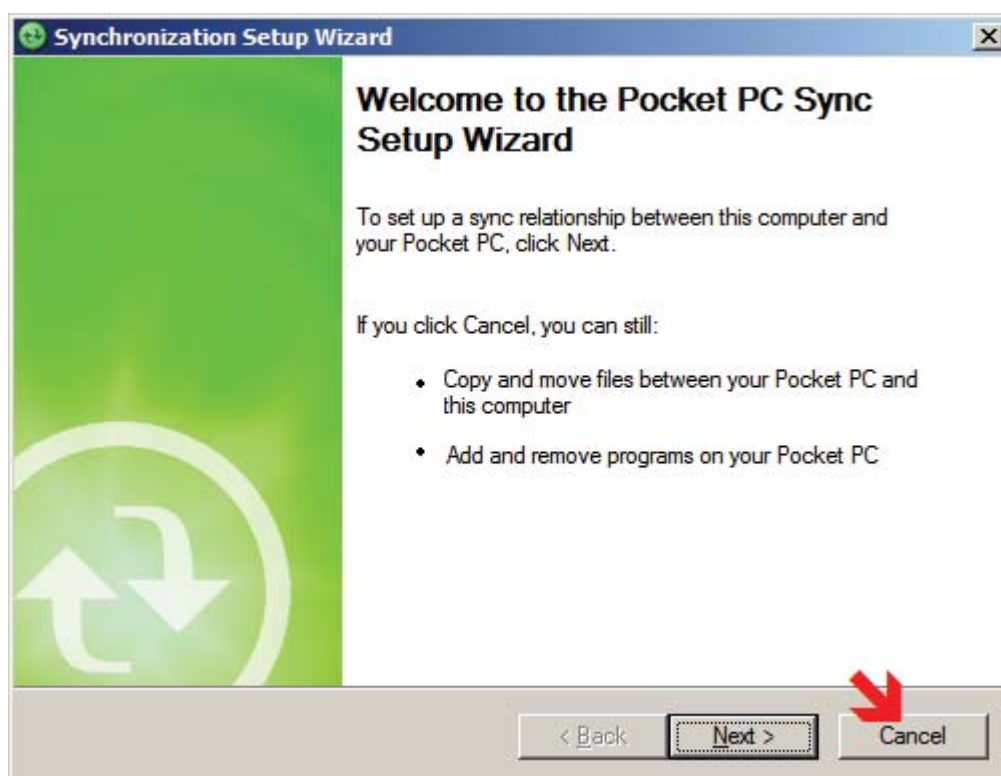 Synchronization Setup Wizard
Welcome to the Pocket PC Sync
Setup Wizard
To set up a sync relationship between this computer and
your Pocket PC, click Next.
If you click Cancel, you can still:
• Copy and move files between your Pocket PC and
this computer
• Add and remove programs on your Pocket PC
< Back Next > Cancel